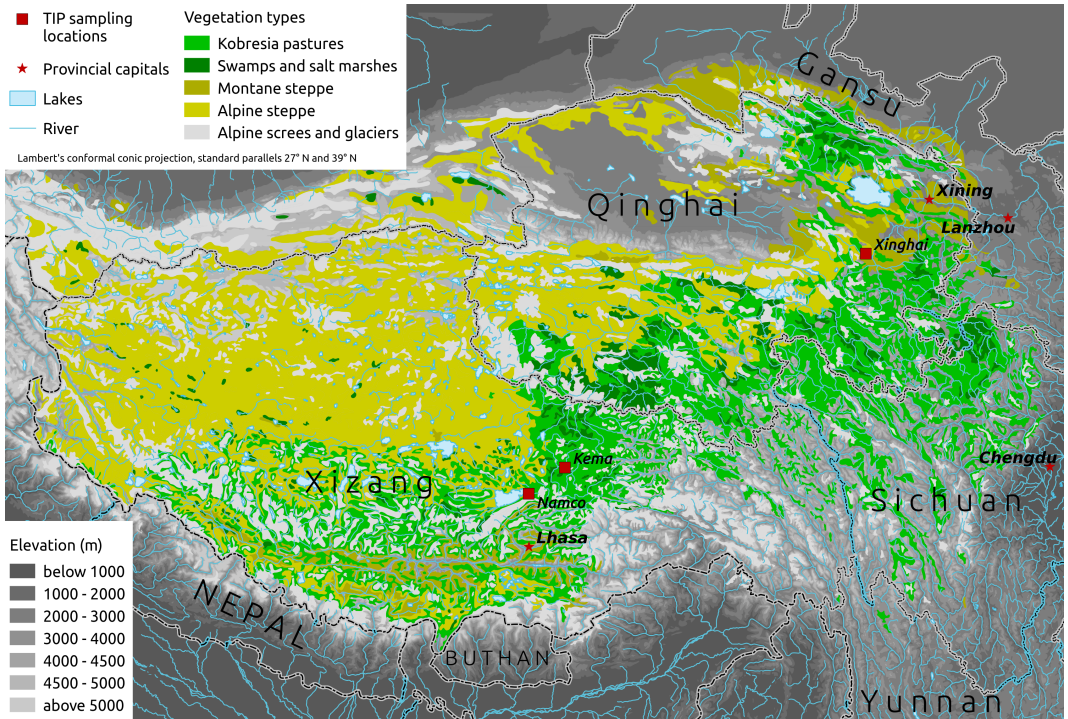 TIP sampling
locations
Provincial capitals
Lakes
River
Vegetation types
Kobresia pastures
Swamps and salt marshes
Montane steppe
Alpine steppe
Alpine screes and glaciers
Lambert's conformal conic projection, standard parallels 27° N and 39° N
Gansu
Qinghai
Xining
Lanzhou
Xinghai
Kema
Chengdu
Xizang
Namco
Sichuan
Lhasa
NEPAL
BUTHAN
Yunnan
Elevation (m)
below 1000
1000 - 2000
2000 - 3000
3000 - 4000
4000 - 4500
4500 - 5000
above 5000